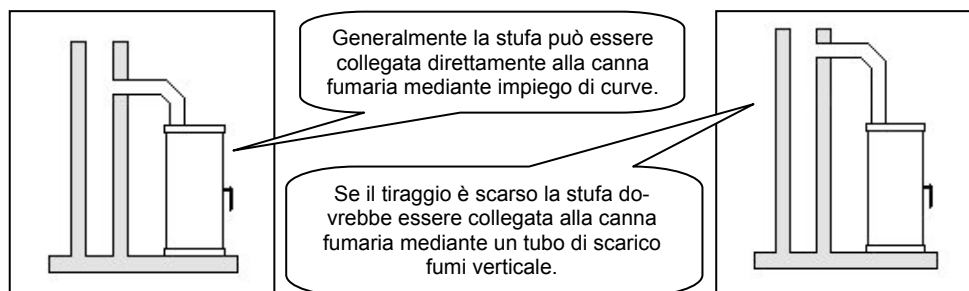 Generalmente la stufa può essere
collegata direttamente alla canna
fumaria mediante impiego di curve.
Se il tiraggio è scarso la stufa do-
vrebbe essere collegata alla canna
fumaria mediante un tubo di scarico
fumi verticale.